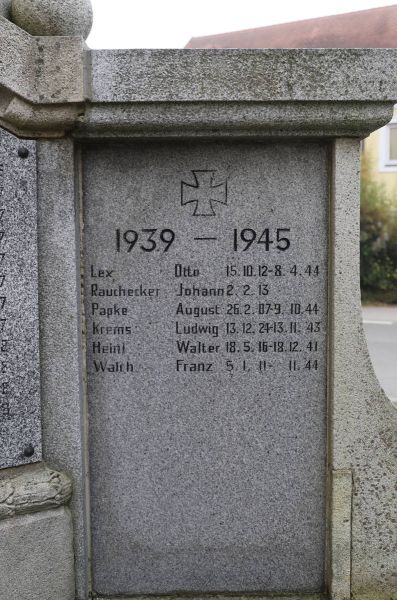 1939 – 1945
Lex Otto 15.10.12-8.4.44
Rauchecker Johann 2.2.13
Papke August 26.2.07-9.10.44
Krems Ludwig 13.12.24-13.11.43
Heinl Walter 18.5.16-18.12.41
Walch Franz 5.1.11- 11.44